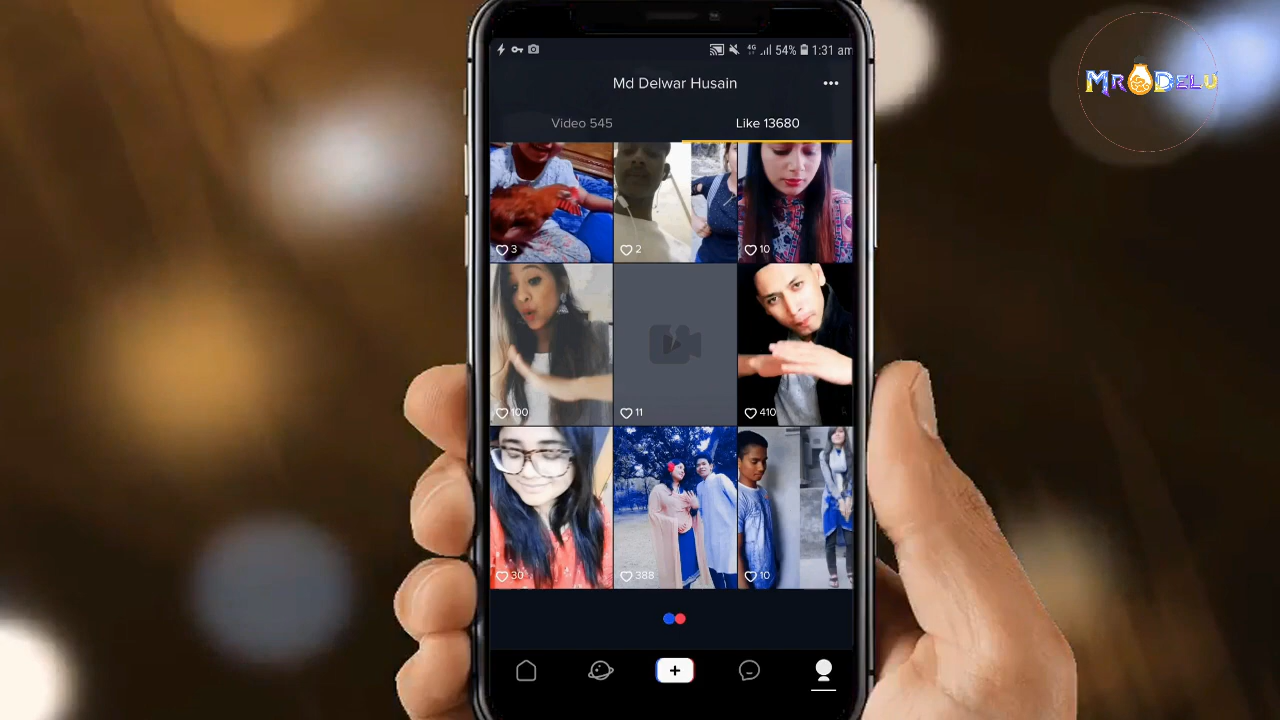 4G 54% 1:31 am
Md Delwar Husain
MR DELU
Video 545 Like 13680
3 2 10
100 11 410
30 388 10